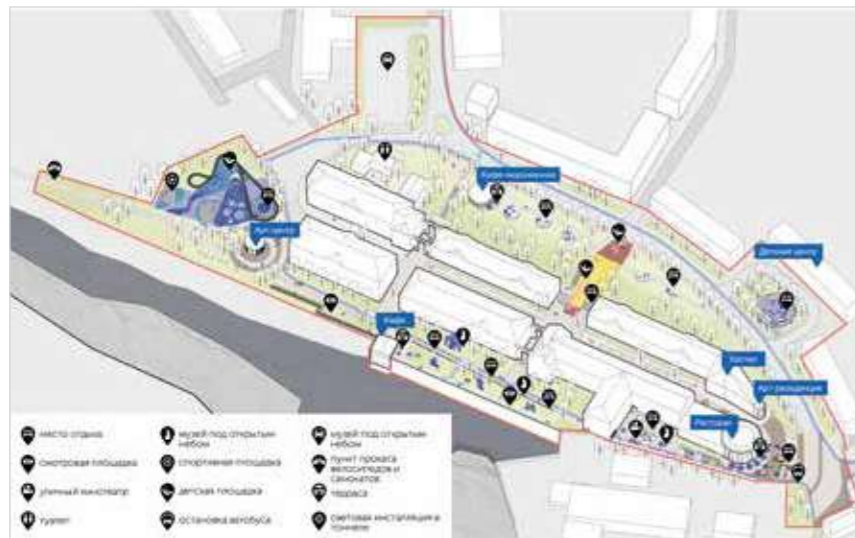 Кафе-мороженое
Арт-центр
Детский центр
Кафе
Хостел
Арт-резиденция
Ресторан
место отдыха
смотровая площадка
уличный кинотеатр
туалет
музей под открытым
небом
спортивная площадка
детская площадка
остановка автобуса
музей под открытым
небом
пункт проката
велосипедов и
самокатов
терраса
световая инсталляция в
тоннеле